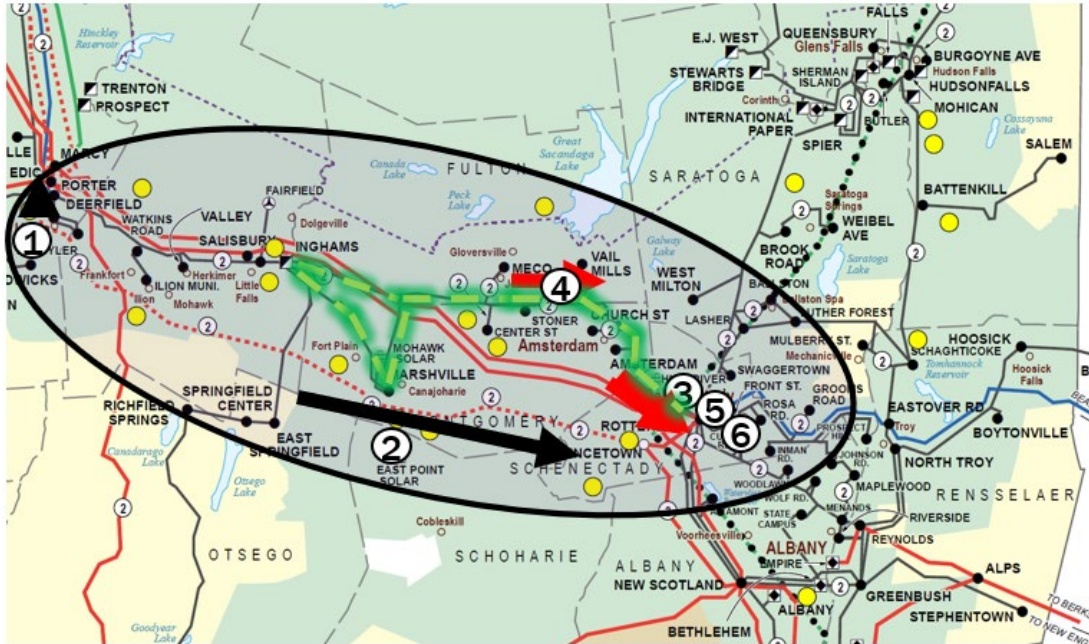 FALLS
QUEENSBURY
Glens Falls
E.J. WEST
BURGOYNE AVE
Hudson Falls
HUDSONFALLS
SHERMAN
ISLAND
STEWARTS
BRIDGE
MOHICAN
Corinth
INTERNATIONAL
PAPER
BUTLER
SPIER
Cossayuna
Lake
SALEM
BATTENKILL
Hinckley
Reservoir
TRENTON
PROSPECT
MARCY
EDIC
PORTER
DEERFIELD
WATKINS
ROAD
VALLEY
FAIRFIELD
SALISBURY
Dolgeville
INGHAMS
Frankfort
Herkimer
ILION MUNI.
Ilion
Mohawk
Little
Falls
Canada
Lake
FULTON
Peck
Lake
Great
Sacandaga
Lake
SARATOGA
Saratoga
Springs
WEIBEL
AVE
BROOK
ROAD
Saratoga
Lake
Galway
Lake
WEST
MILTON
Gloversville
MECO
VAIL
MILLS
STONER
CENTER ST
CHURCH ST
Amsterdam
AMSTERDAM
LASHER
Ballston Spa
LUTHER FOREST
MULBERRY ST.
Mechanicville
SCHAGHTICOKE
Tomhannock
Reservoir
HOOSICK
Hoosick
Falls
SWAGGERTOWN
FRONT ST.
ROSA
RD.
GROOMS
ROAD
EASTOVER RD
Troy
BOYTONVILLE
NORTH TROY
Fort Plain
MOHAWK
SOLAR
MARSHVILLE
Canajoharie
RICHFIELD
SPRINGS
SPRINGFIELD
CENTER
EAST
SPRINGFIELD
Canadarago
Lake
Otsego
Lake
EAST POINT
SOLAR
SCHENECTADY
INMAN
RD.
JOHNSON
RD.
MAPLEWOOD
WOLF RD.
STATE
CAMPUS
MENANDS
RIVERSIDE
REYNOLDS
RENSSELAER
Cobleskill
Voorheesville
ALBANY
EMPIRE
OTSEGO
SCHOHARIE
ALBANY
NEW SCOTLAND
ALBANY
GREENBUSH
ALPS
STEPHENTOWN
BETHLEHEM
Goodyear
Lake
1
2
3
4
5
6